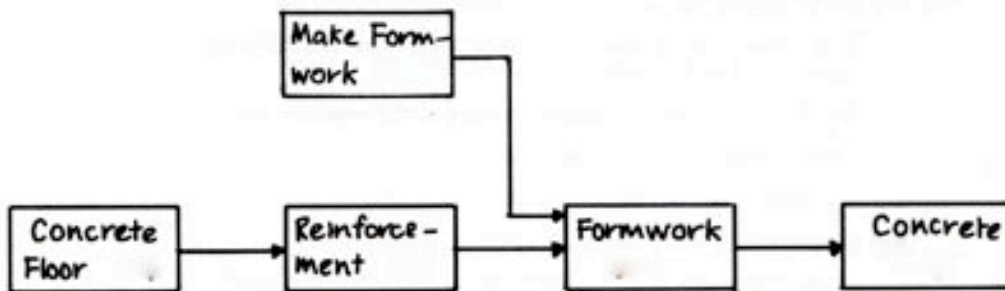 Make Form-
work
Concrete
Floor
Reinforce-
ment
Formwork
Concrete